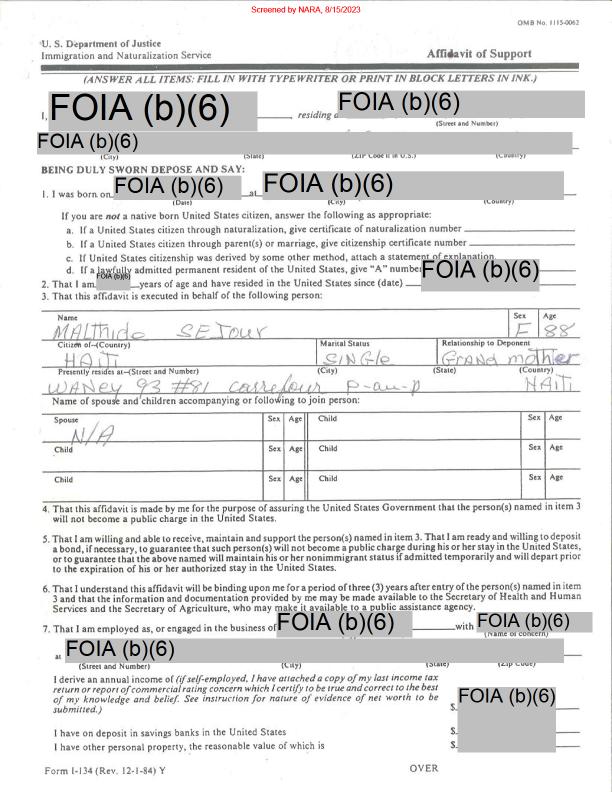 Screened by NARA, 8/15/2023
OMB No. 1115-0062
U. S. Department of Justice
Immigration and Naturalization Service
Affidavit of Support
(ANSWER ALL ITEMS: FILL IN WITH TYPEWRITER OR PRINT IN BLOCK LETTERS IN INK.)
I, FOIA (b)(6) , residing a FOIA (b)(6)
(Street and Number)
FOIA (b)(6)
(City) (State) (ZIP Code if in U.S.) (Country)
BEING DULY SWORN DEPOSE AND SAY:
1. I was born on FOIA (b)(6) at FOIA (b)(6)
(Date) (City) (Country)
If you are not a native born United States citizen, answer the following as appropriate:
a. If a United States citizen through naturalization, give certificate of naturalization number
b. If a United States citizen through parent(s) or marriage, give citizenship certificate number
c. If United States citizenship was derived by some other method, attach a statement of explanation.
d. If a lawfully admitted permanent resident of the United States, give "A" number FOIA (b)(6)
2. That I am FOIA (b)(6) years of age and have resided in the United States since (date)
3. That this affidavit is executed in behalf of the following person:
Name Sex Age
MALthide SEJour F 88
Citizen of-(Country) Marital Status Relationship to Deponent
HAITI SINGLE Grand mother
Presently resides at-(Street and Number) (City) (State) (Country)
WANey 93 #81 carrefour P-au-p HAITI
Name of spouse and children accompanying or following to join person:
Spouse Sex Age Child Sex Age
N/A
Child Sex Age Child Sex Age
Child Sex Age Child Sex Age
4. That this affidavit is made by me for the purpose of assuring the United States Government that the person(s) named in item 3
will not become a public charge in the United States.
5. That I am willing and able to receive, maintain and support the person(s) named in item 3. That I am ready and willing to deposit
a bond, if necessary, to guarantee that such person(s) will not become a public charge during his or her stay in the United States,
or to guarantee that the above named will maintain his or her nonimmigrant status if admitted temporarily and will depart prior
to the expiration of his or her authorized stay in the United States.
6. That I understand this affidavit will be binding upon me for a period of three (3) years after entry of the person(s) named in item
3 and that the information and documentation provided by me may be made available to the Secretary of Health and Human
Services and the Secretary of Agriculture, who may make it available to a public assistance agency.
7. That I am employed as, or engaged in the business of FOIA (b)(6) with FOIA (b)(6)
(Name of concern)
at FOIA (b)(6)
(Street and Number) (City) (State) (Zip Code)
I derive an annual income of (if self-employed, I have attached a copy of my last income tax
return or report of commercial rating concern which I certify to be true and correct to the best
of my knowledge and belief. See instruction for nature of evidence of net worth to be
submitted.) $ FOIA (b)(6)
I have on deposit in savings banks in the United States $
I have other personal property, the reasonable value of which is $
Form I-134 (Rev. 12-1-84) Y OVER